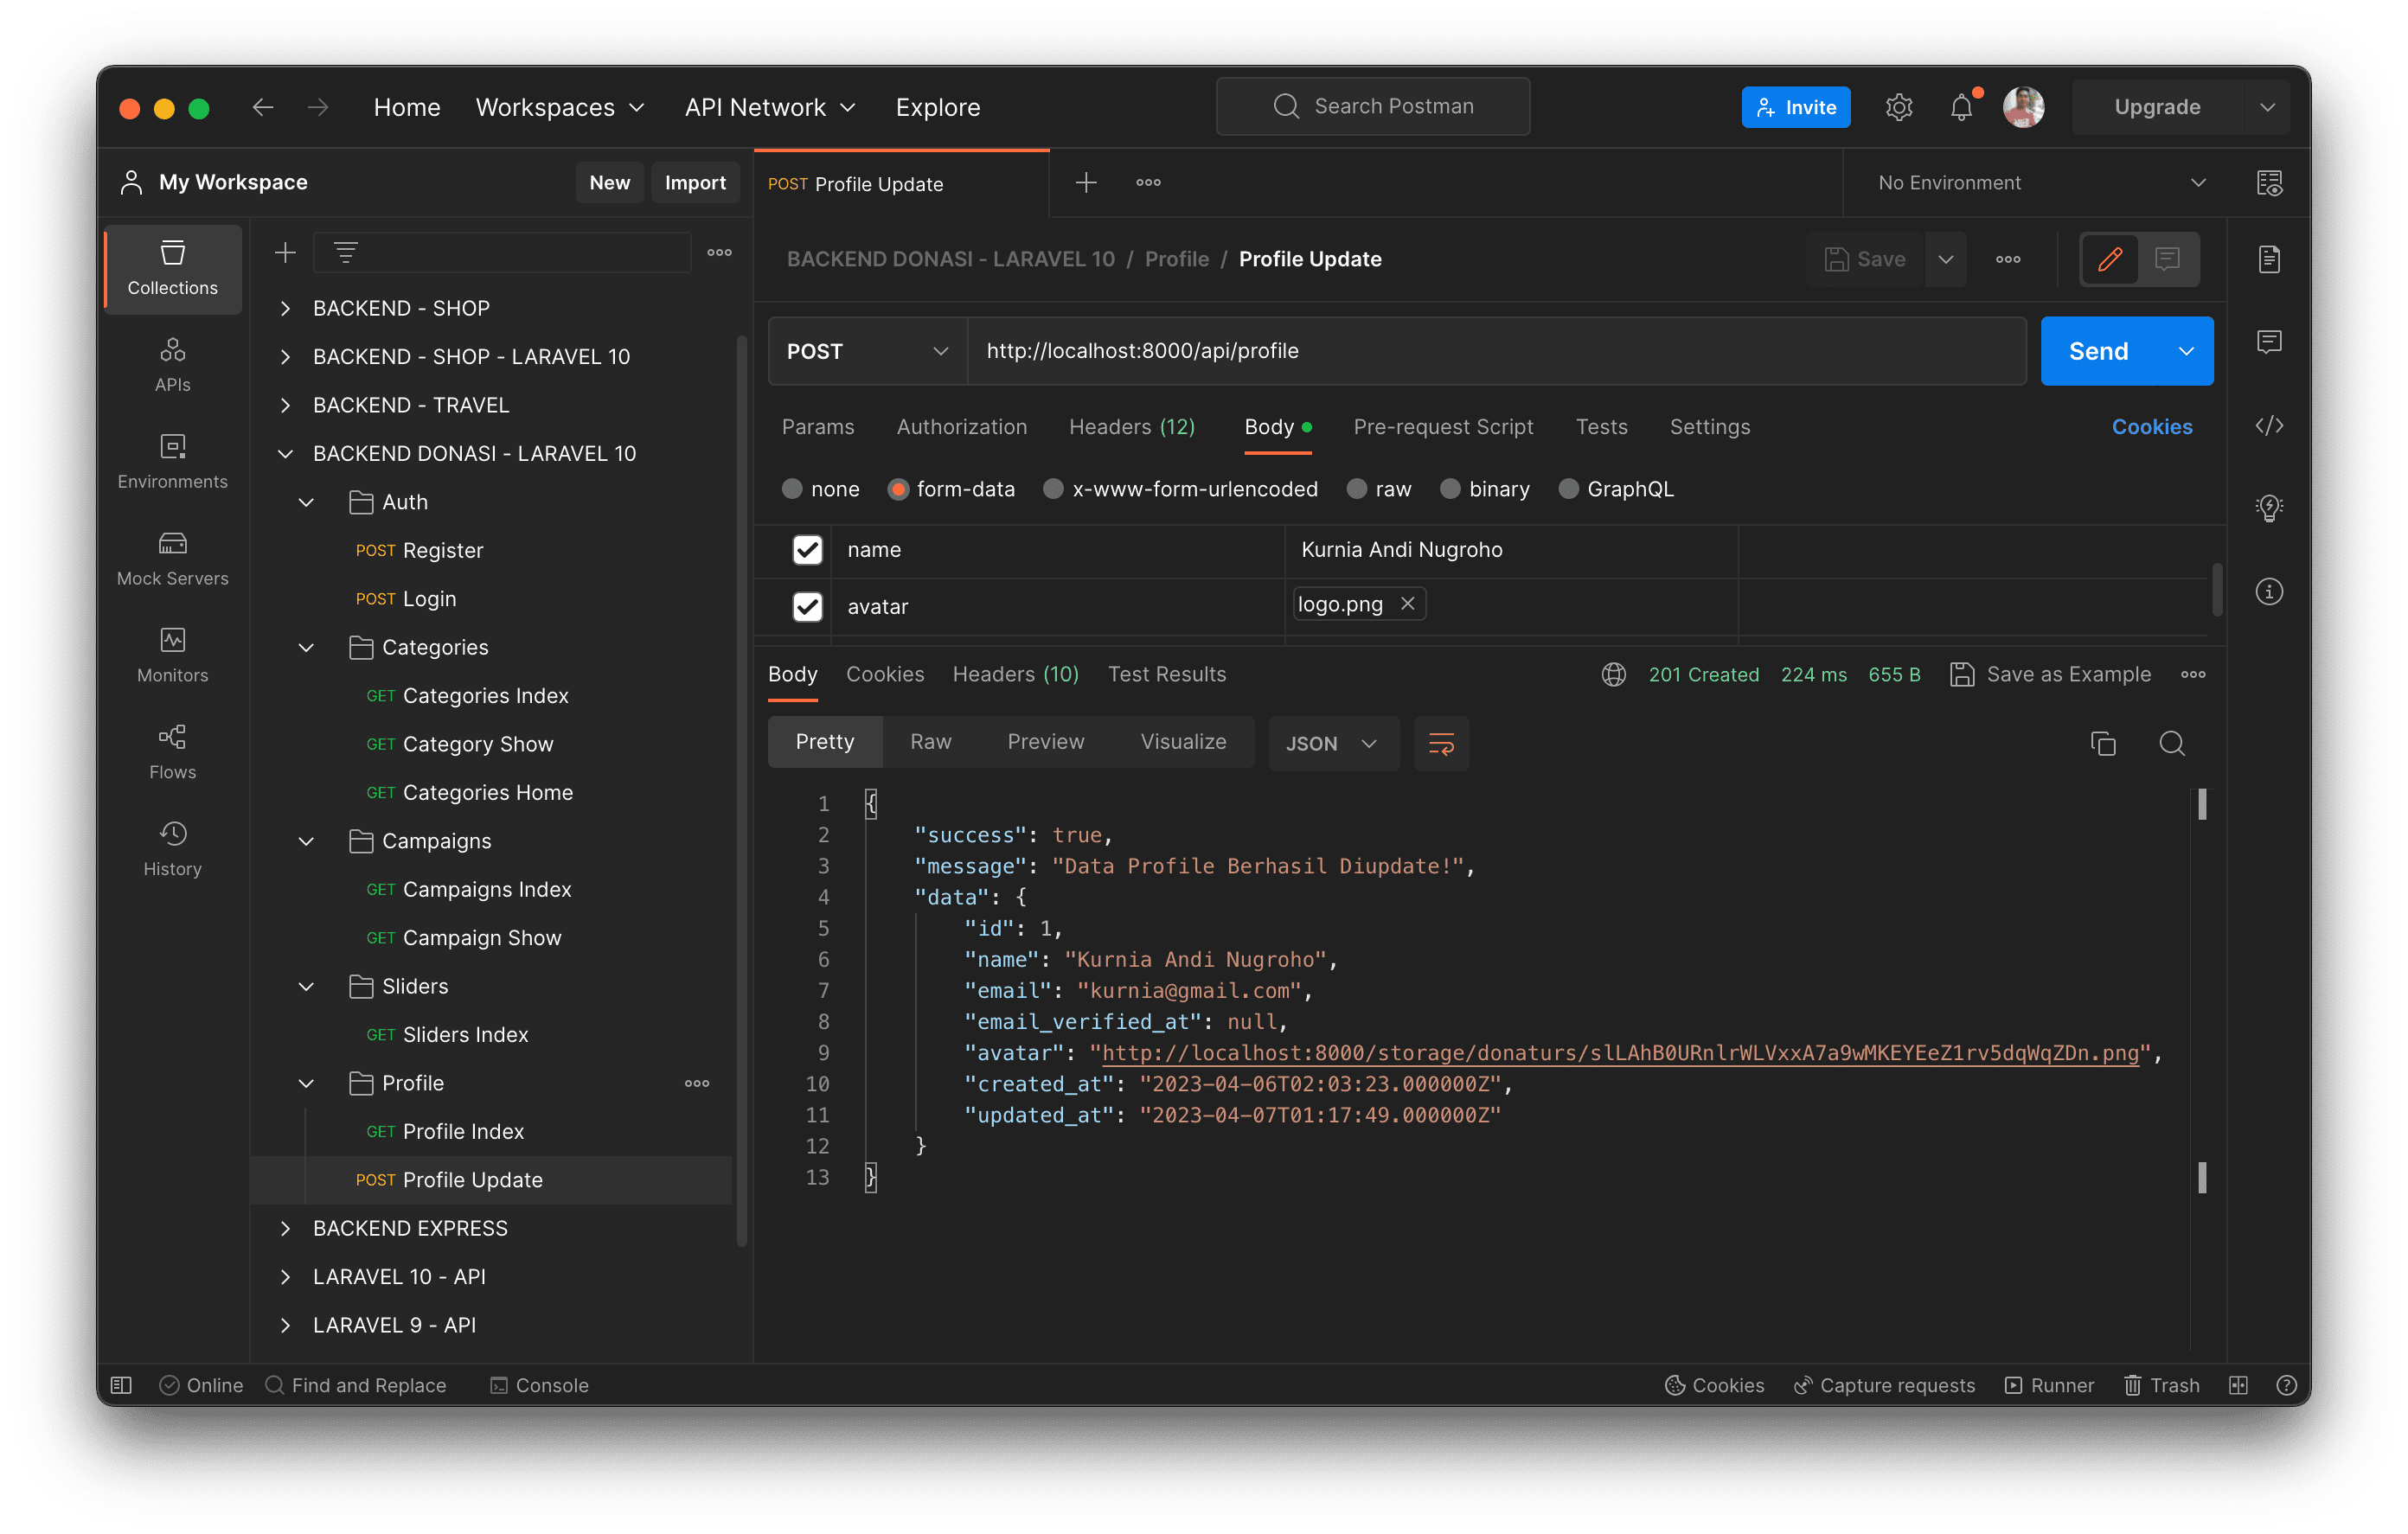 Home Workspaces API Network Explore Search Postman Invite Upgrade
My Workspace New Import
POST Profile Update No Environment
Collections
APIs
Environments
Mock Servers
Monitors
Flows
History
BACKEND - SHOP
BACKEND - SHOP - LARAVEL 10
BACKEND - TRAVEL
BACKEND DONASI - LARAVEL 10
Auth
POST Register
POST Login
Categories
GET Categories Index
GET Category Show
GET Categories Home
Campaigns
GET Campaigns Index
GET Campaign Show
Sliders
GET Sliders Index
Profile
GET Profile Index
POST Profile Update
BACKEND EXPRESS
LARAVEL 10 - API
LARAVEL 9 - API
BACKEND DONASI - LARAVEL 10 / Profile / Profile Update Save
POST http://localhost:8000/api/profile Send
Params Authorization Headers (12) Body Pre-request Script Tests Settings Cookies
none form-data x-www-form-urlencoded raw binary GraphQL
name Kurnia Andi Nugroho
avatar logo.png
Body Cookies Headers (10) Test Results 201 Created 224 ms 655 B Save as Example
Pretty Raw Preview Visualize JSON
1 {
2 "success": true,
3 "message": "Data Profile Berhasil Diupdate!",
4 "data": {
5 "id": 1,
6 "name": "Kurnia Andi Nugroho",
7 "email": "kurnia@gmail.com",
8 "email_verified_at": null,
9 "avatar": "http://localhost:8000/storage/donaturs/slLAhB0URnlrWLVxxA7a9wMKEYEeZ1rv5dqWqZDn.png",
10 "created_at": "2023-04-06T02:03:23.000000Z",
11 "updated_at": "2023-04-07T01:17:49.000000Z"
12 }
13 }
Online Find and Replace Console Cookies Capture requests Runner Trash